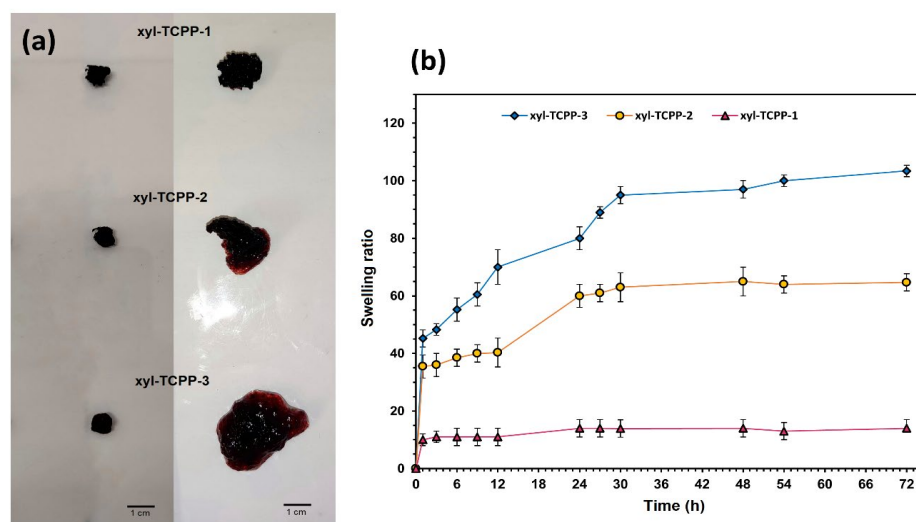 (a)
xyl-TCPP-1
xyl-TCPP-2
xyl-TCPP-3
1 cm
1 cm
(b)
xyl-TCPP-3
xyl-TCPP-2
xyl-TCPP-1
Swelling ratio
130
120
100
80
60
40
20
0
0
6
12
18
24
30
36
42
48
54
60
66
72
Time (h)